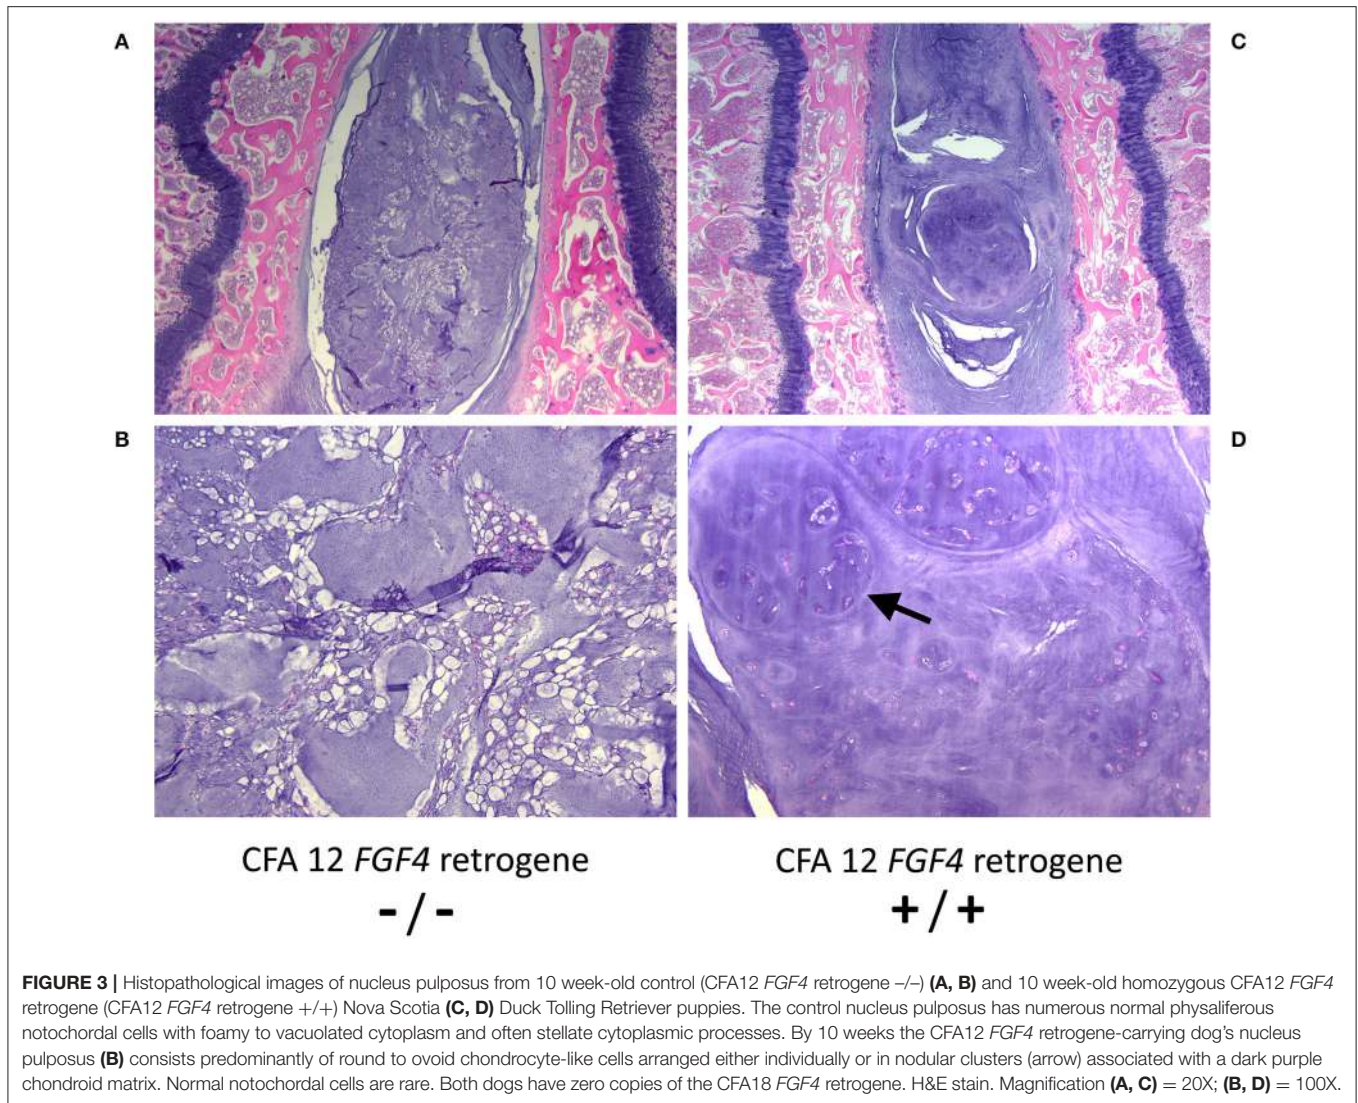 A
C
B
D
CFA 12 FGF4 retrogene
-/-
CFA 12 FGF4 retrogene
+/+
FIGURE 3 | Histopathological images of nucleus pulposus from 10 week-old control (CFA12 FGF4 retrogene –/–) (A, B) and 10 week-old homozygous CFA12 FGF4
retrogene (CFA12 FGF4 retrogene +/+) Nova Scotia (C, D) Duck Tolling Retriever puppies. The control nucleus pulposus has numerous normal physaliferous
notochordal cells with foamy to vacuolated cytoplasm and often stellate cytoplasmic processes. By 10 weeks the CFA12 FGF4 retrogene-carrying dog's nucleus
pulposus (B) consists predominantly of round to ovoid chondrocyte-like cells arranged either individually or in nodular clusters (arrow) associated with a dark purple
chondroid matrix. Normal notochordal cells are rare. Both dogs have zero copies of the CFA18 FGF4 retrogene. H&E stain. Magnification (A, C) = 20X; (B, D) = 100X.